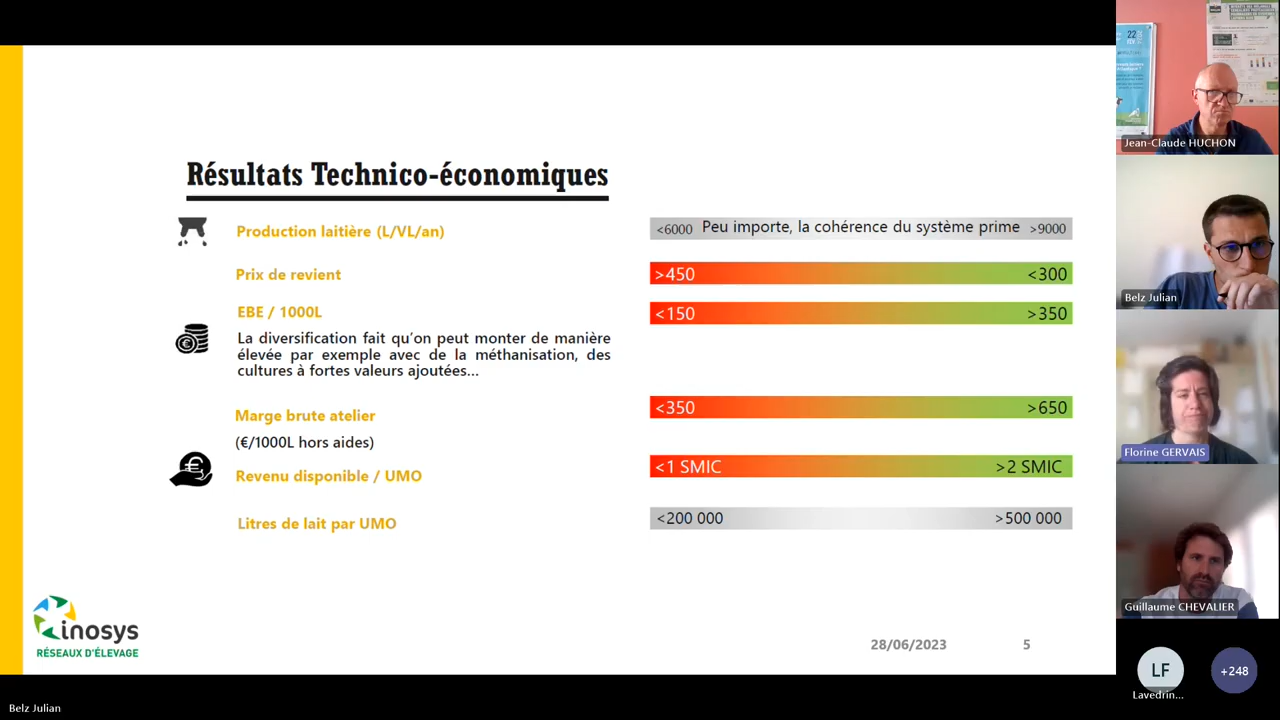 Résultats Technico-économiques
Production laitière (L/VL/an)
<6000 Peu importe, la cohérence du système prime >9000
Prix de revient
>450 <300
EBE / 1000L
<150 >350
La diversification fait qu’on peut monter de manière
élevée par exemple avec de la méthanisation, des
cultures à fortes valeurs ajoutées...
Marge brute atelier
<350 >650
(€/1000L hors aides)
Revenu disponible / UMO
<1 SMIC >2 SMIC
Litres de lait par UMO
<200 000 >500 000
inosys
RÉSEAUX D'ÉLEVAGE
28/06/2023 5
Belz Julian
22
Jean-Claude HUCHON
Belz Julian
Florine GERVAIS
Guillaume CHEVALIER
LF
Lavedrin...
+248